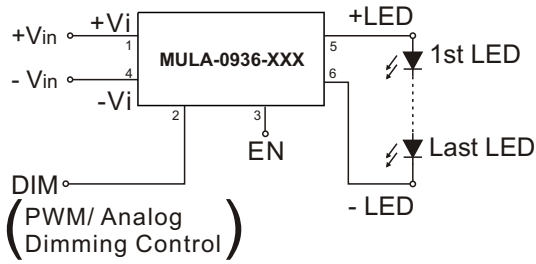 +Vin
+Vi
1
MULA-0936-XXX
5
+LED
1st LED
- Vin
4
-Vi
6
2
3
EN
Last LED
DIM
- LED
(PWM/ Analog
Dimming Control)